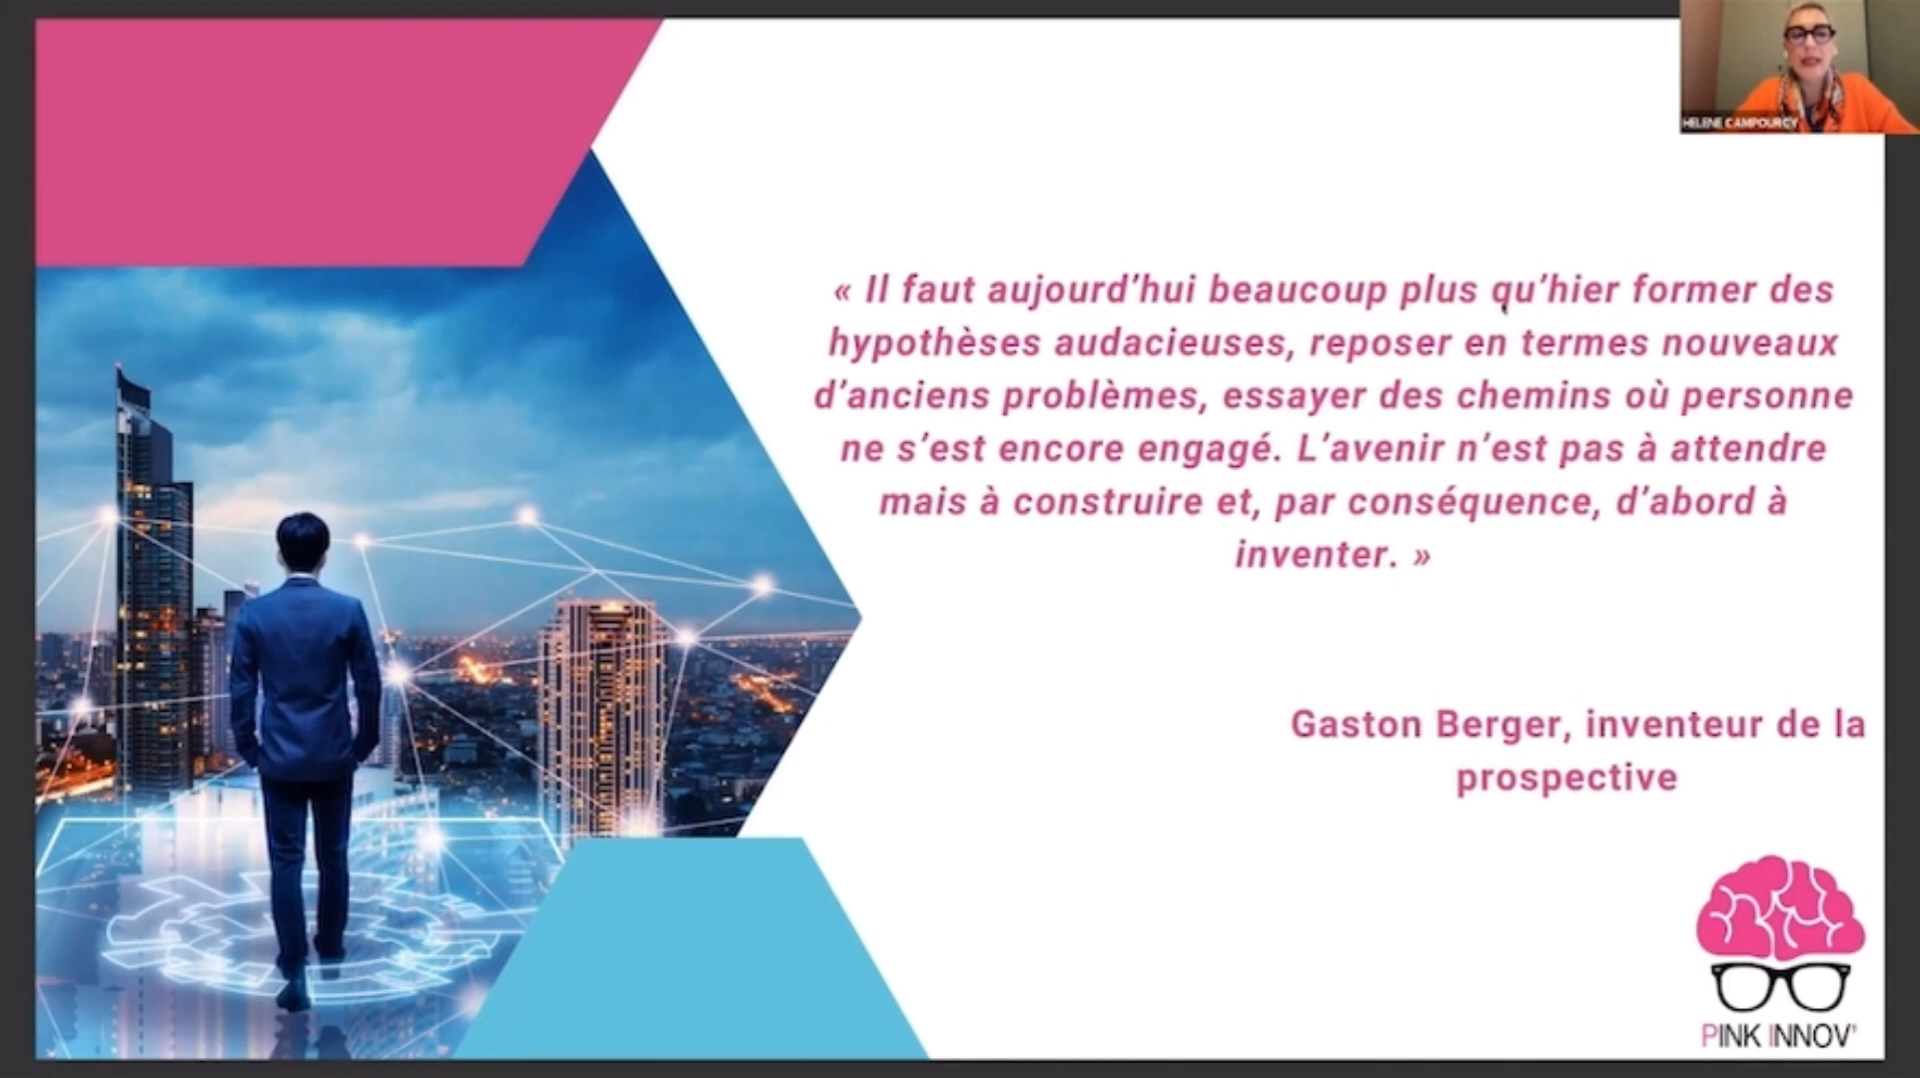 HELENE CAMPOURCY
« Il faut aujourd’hui beaucoup plus qu’hier former des
hypothèses audacieuses, reposer en termes nouveaux
d’anciens problèmes, essayer des chemins où personne
ne s’est encore engagé. L’avenir n’est pas à attendre
mais à construire et, par conséquence, d’abord à
inventer. »
Gaston Berger, inventeur de la
prospective
PINK INNOV’